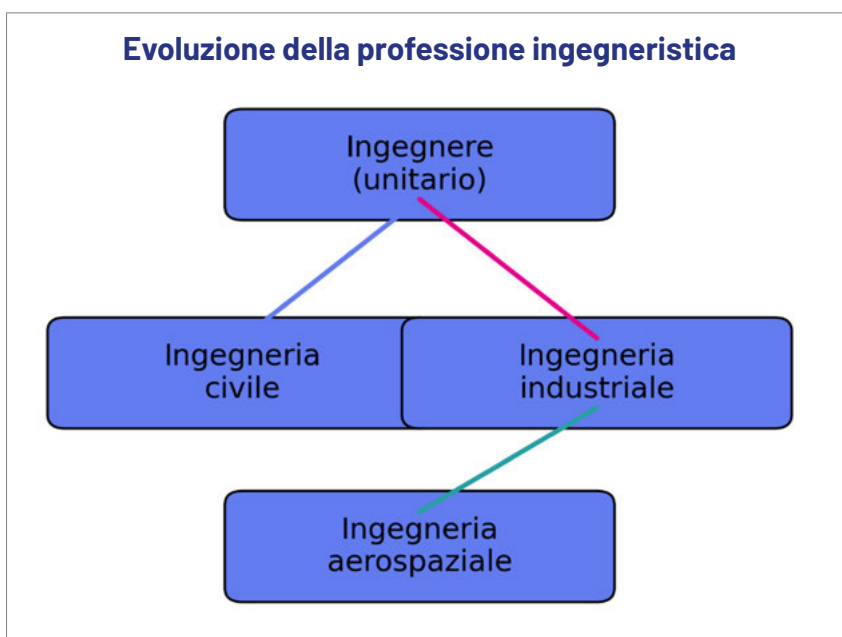 Evoluzione della professione ingegneristica
Ingegnere
(unitario)
Ingegneria
civile
Ingegneria
industriale
Ingegneria
aerospaziale